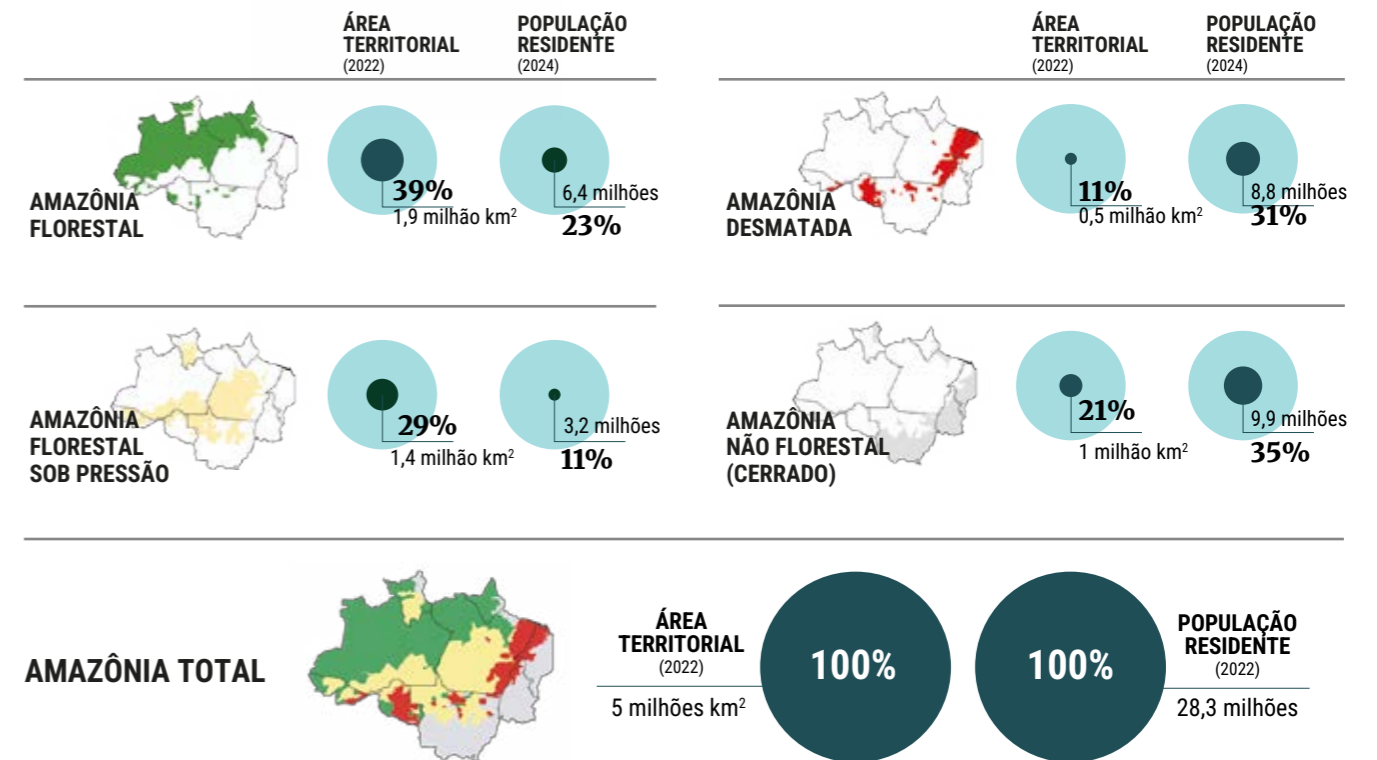 ÁREA
TERRITORIAL
(2022)
POPULAÇÃO
RESIDENTE
(2024)
ÁREA
TERRITORIAL
(2022)
POPULAÇÃO
RESIDENTE
(2024)
AMAZÔNIA
FLORESTAL
39%
1,9 milhão km²
6,4 milhões
23%
AMAZÔNIA
DESMATADA
11%
0,5 milhão km²
8,8 milhões
31%
AMAZÔNIA
FLORESTAL
SOB PRESSÃO
29%
1,4 milhão km²
3,2 milhões
11%
AMAZÔNIA
NÃO FLORESTAL
(CERRADO)
21%
1 milhão km²
9,9 milhões
35%
AMAZÔNIA TOTAL
ÁREA
TERRITORIAL
(2022)
5 milhões km²
100%
100%
POPULAÇÃO
RESIDENTE
(2022)
28,3 milhões